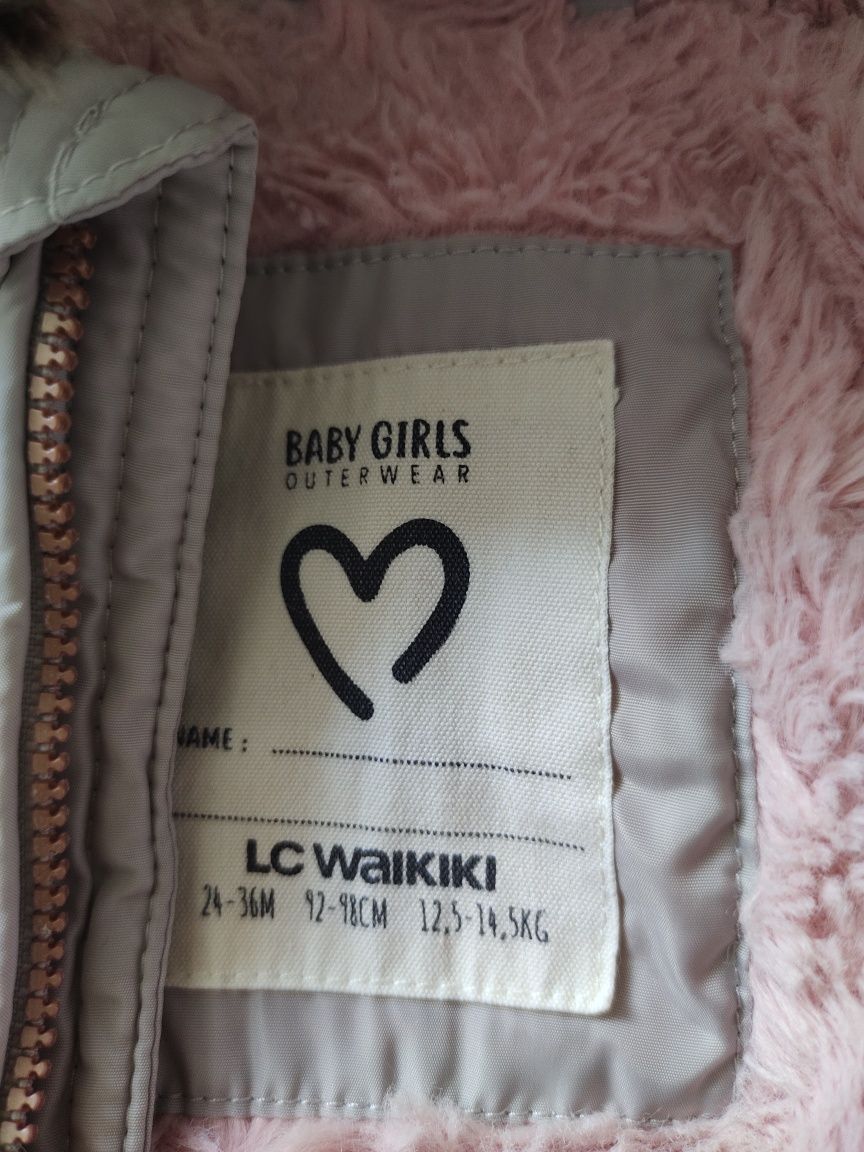 BABY GIRLS
OUTERWEAR
NAME :
LC WAIKIKI
24-36M 92-98CM 12,5-14,5KG